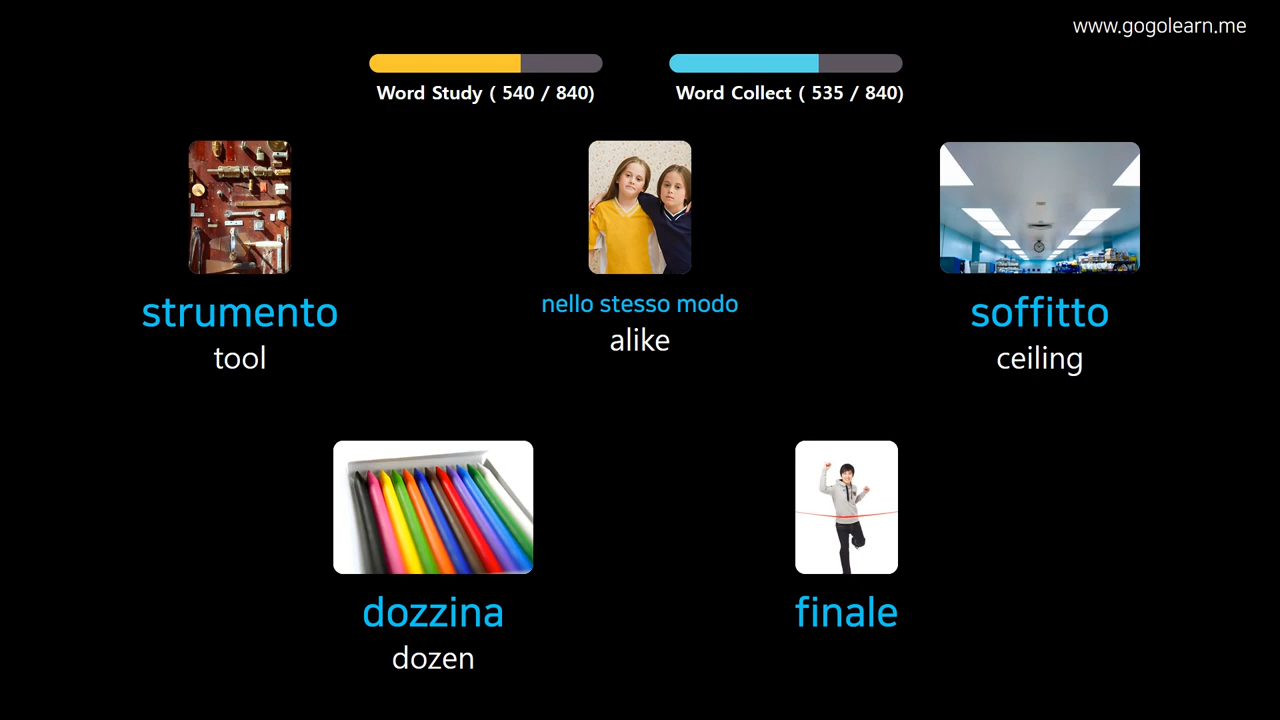 www.gogolearn.me
Word Study ( 540 / 840)
Word Collect ( 535 / 840)
strumento
tool
nello stesso modo
alike
soffitto
ceiling
dozzina
dozen
finale